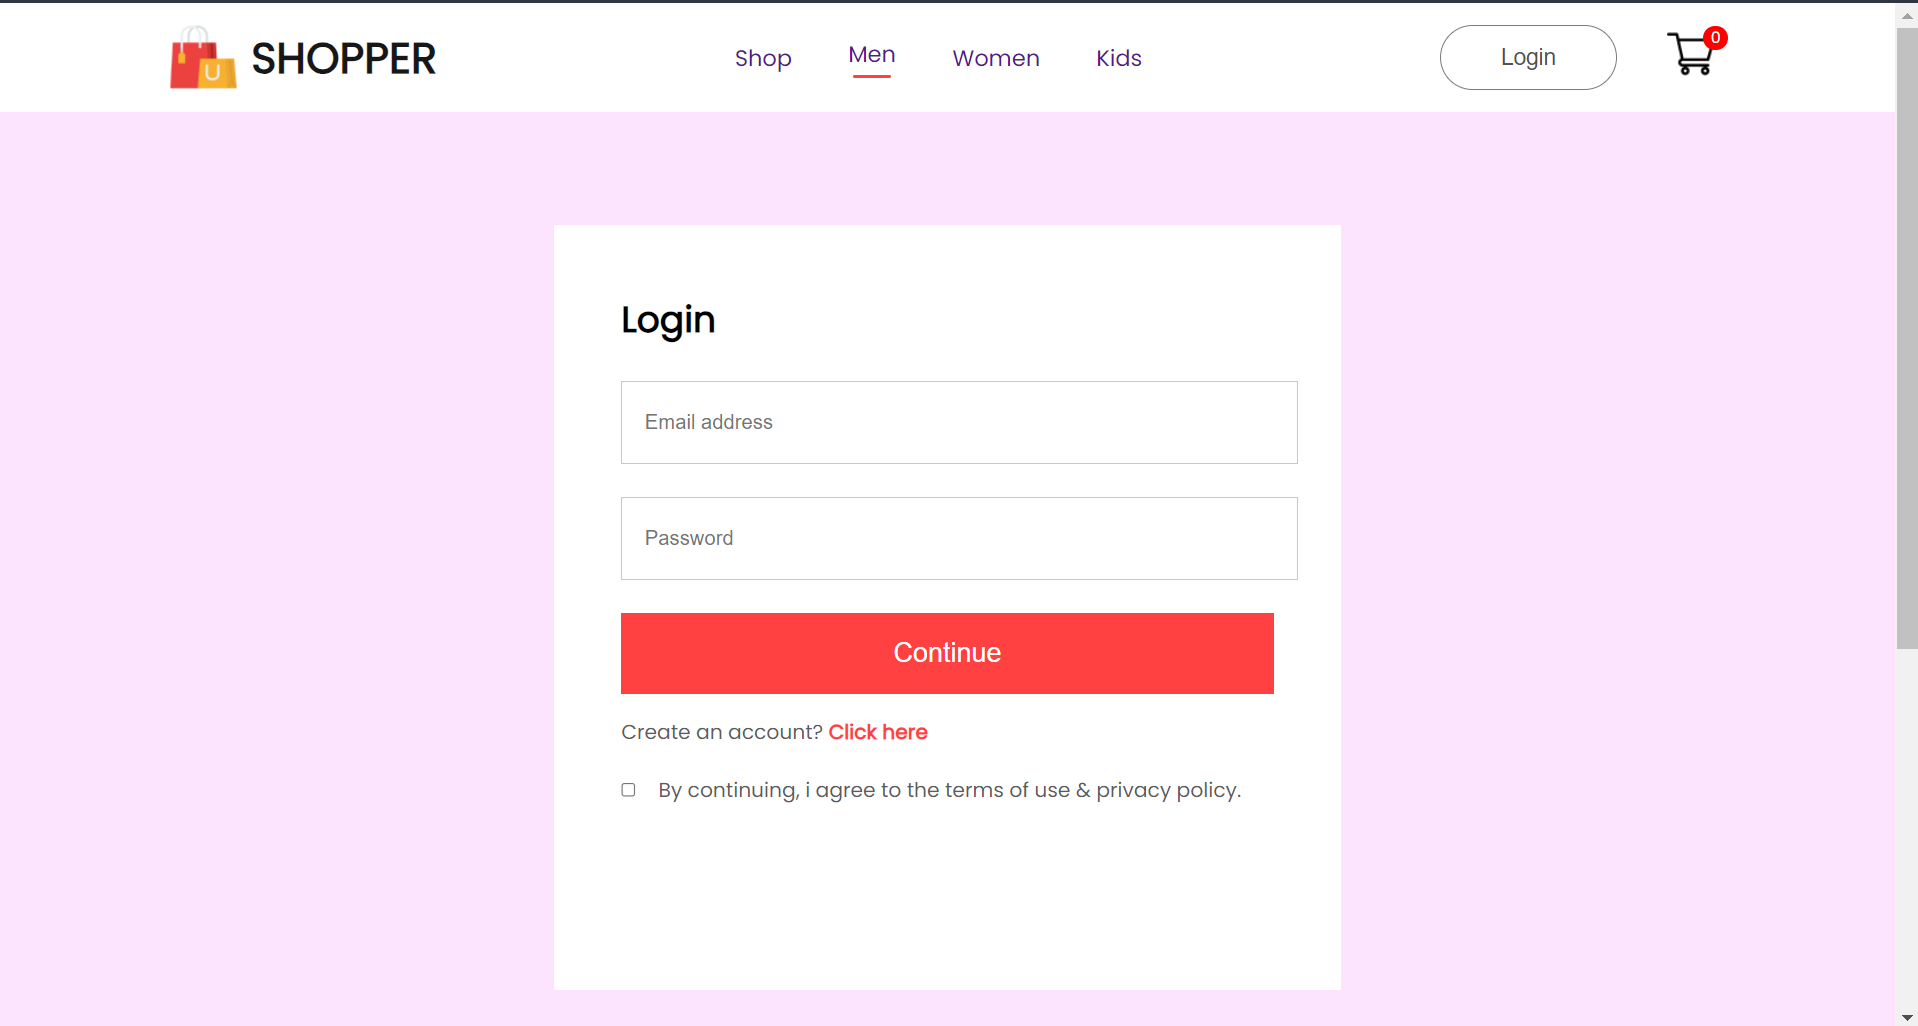 SHOPPER
Shop
Men
Women
Kids
Login
0
U
Login
Email address
Password
Continue
Create an account? Click here
By continuing, i agree to the terms of use & privacy policy.